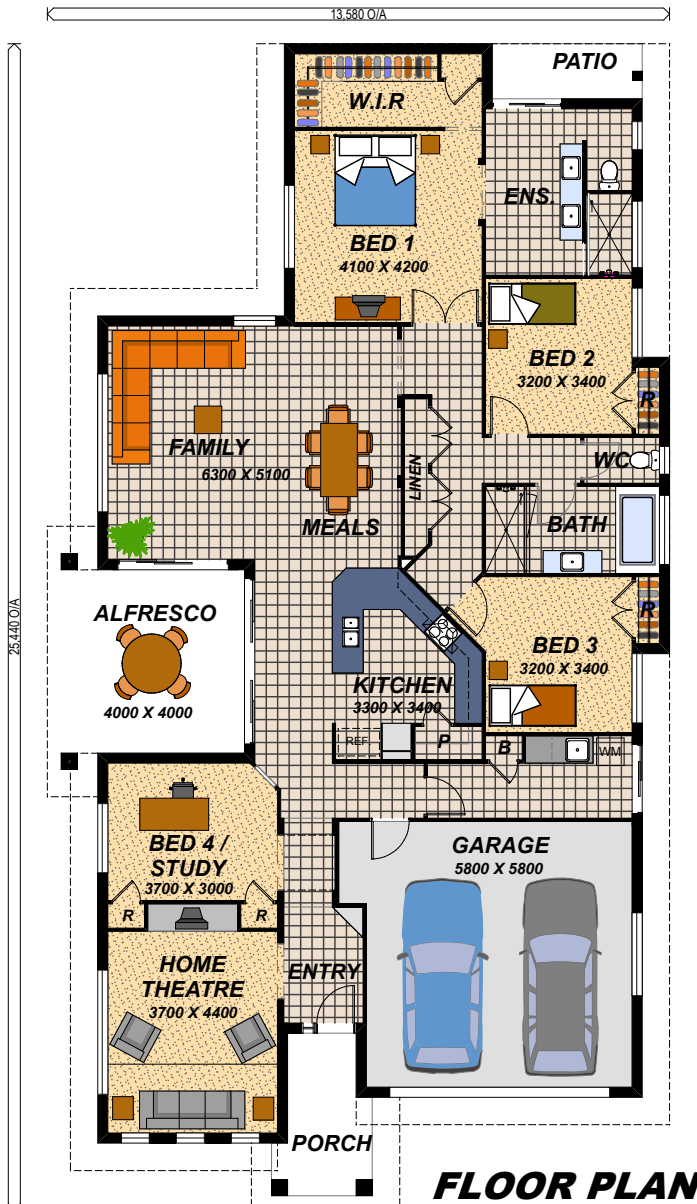 13,580 O/A
25,440 O/A
PATIO
W.I.R
ENS.
BED 1
4100 X 4200
BED 2
3200 X 3400
R
FAMILY
6300 X 5100
LINEN
WC
MEALS
BATH
ALFRESCO
4000 X 4000
R
BED 3
3200 X 3400
KITCHEN
3300 X 3400
REF.
P
B
WM
BED 4 /
STUDY
3700 X 3000
R
R
GARAGE
5800 X 5800
HOME
THEATRE
3700 X 4400
ENTRY
PORCH
FLOOR PLAN